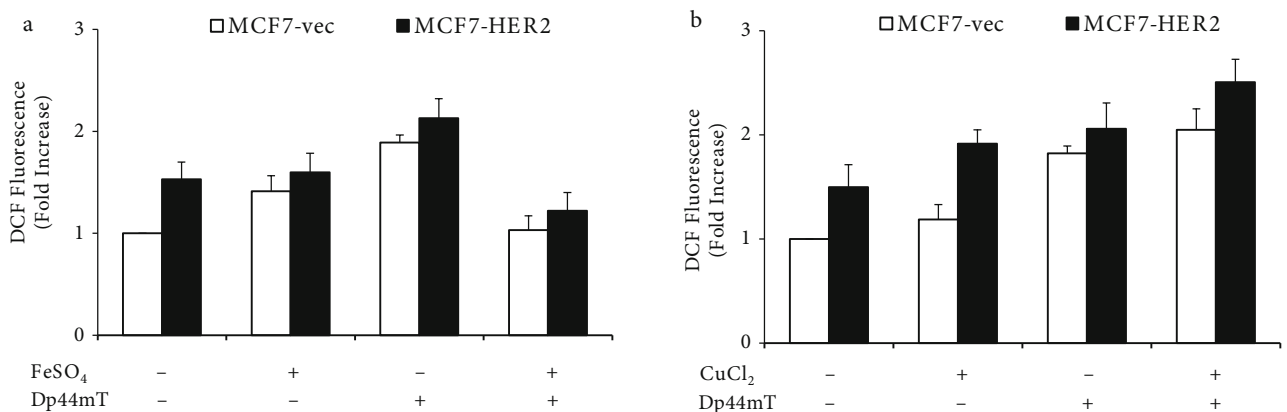 a
MCF7-vec MCF7-HER2
3
2
1
0
DCF Fluorescence
(Fold Increase)
FeSO₄ – + – +
Dp44mT – – + +
b
MCF7-vec MCF7-HER2
3
2
1
0
DCF Fluorescence
(Fold Increase)
CuCl₂ – + – +
Dp44mT – – + +